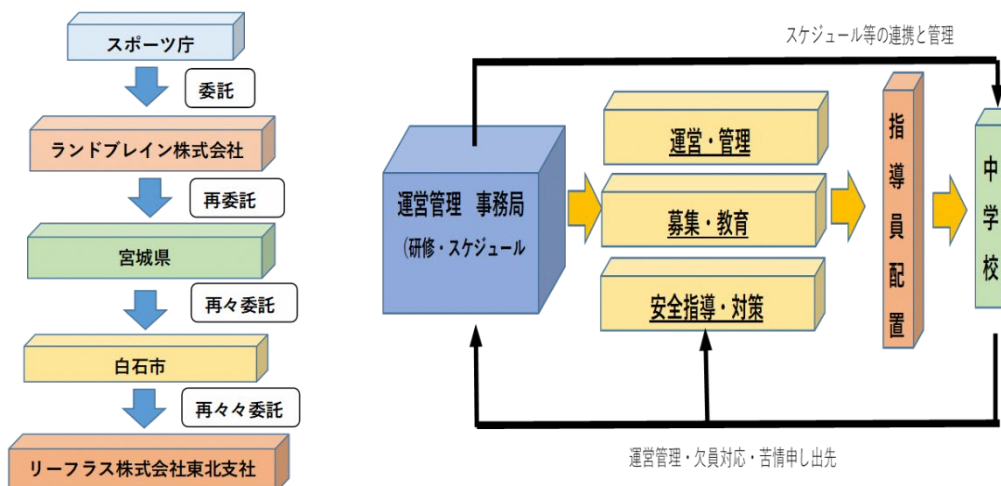 スポーツ庁
委託
ランドブレイン株式会社
再委託
宮城県
再々委託
白石市
再々々委託
リーフラス株式会社東北支社
スケジュール等の連携と管理
運営管理 事務局
(研修・スケジュール
運営・管理
募集・教育
安全指導・対策
指導員配置
中学校
運営管理・欠員対応・苦情申し出先